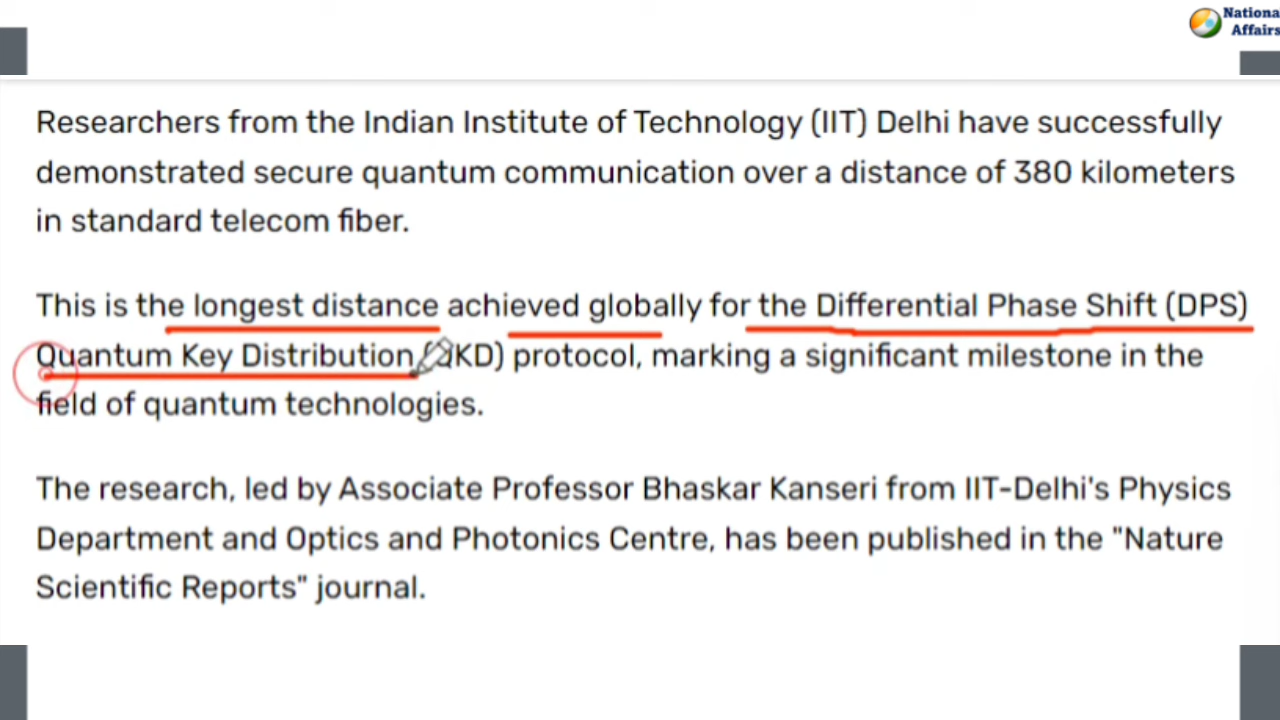 National
Affairs
Researchers from the Indian Institute of Technology (IIT) Delhi have successfully
demonstrated secure quantum communication over a distance of 380 kilometers
in standard telecom fiber.
This is the longest distance achieved globally for the Differential Phase Shift (DPS)
Quantum Key Distribution (QKD) protocol, marking a significant milestone in the
field of quantum technologies.
The research, led by Associate Professor Bhaskar Kanseri from IIT-Delhi's Physics
Department and Optics and Photonics Centre, has been published in the "Nature
Scientific Reports" journal.